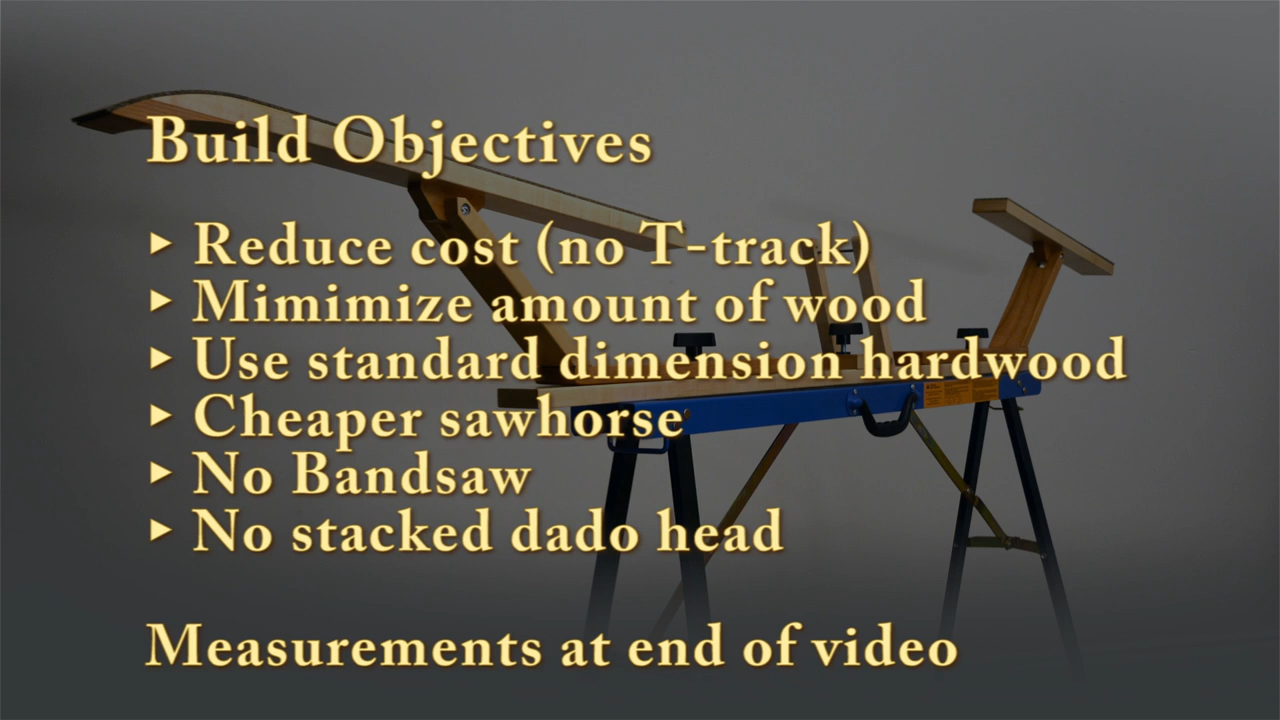 Build Objectives
▸ Reduce cost (no T-track)
▸ Mimimize amount of wood
▸ Use standard dimension hardwood
▸ Cheaper sawhorse
▸ No Bandsaw
▸ No stacked dado head
Measurements at end of video